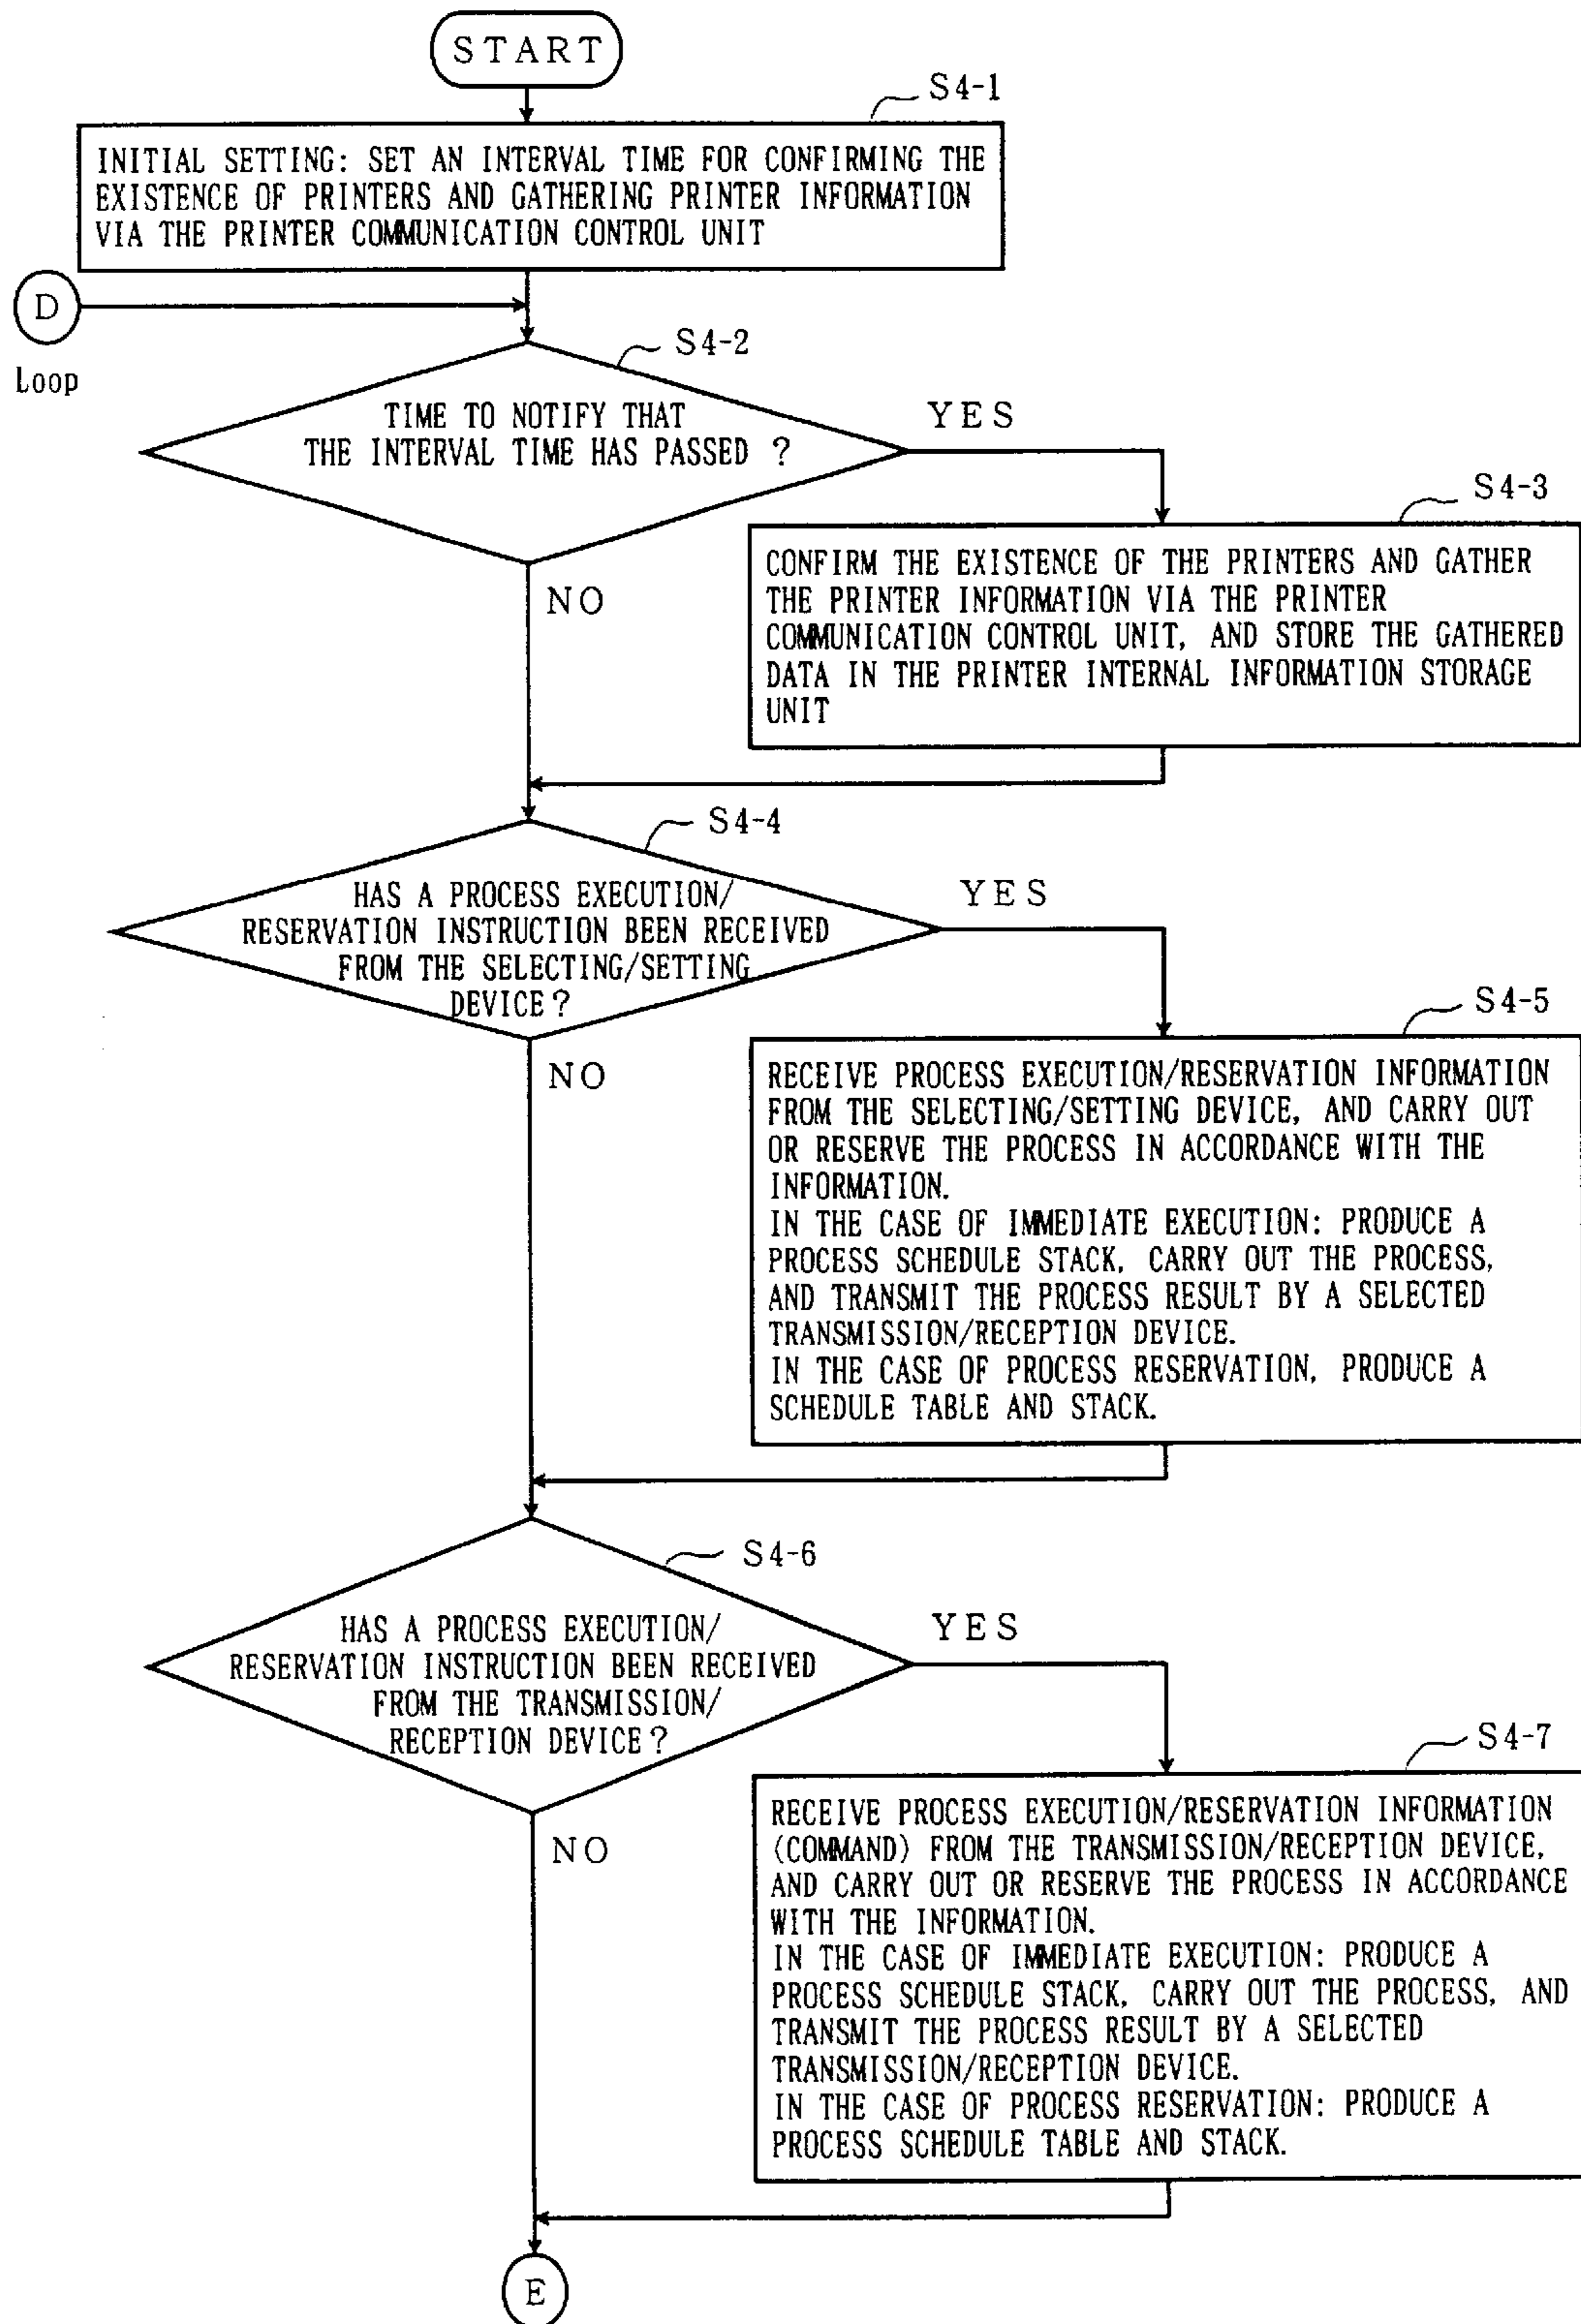 START
S4-1
INITIAL SETTING: SET AN INTERVAL TIME FOR CONFIRMING THE
EXISTENCE OF PRINTERS AND GATHERING PRINTER INFORMATION
VIA THE PRINTER COMMUNICATION CONTROL UNIT
D
Loop
S4-2
TIME TO NOTIFY THAT
THE INTERVAL TIME HAS PASSED ?
YES
NO
S4-3
CONFIRM THE EXISTENCE OF THE PRINTERS AND GATHER
THE PRINTER INFORMATION VIA THE PRINTER
COMMUNICATION CONTROL UNIT, AND STORE THE GATHERED
DATA IN THE PRINTER INTERNAL INFORMATION STORAGE
UNIT
S4-4
HAS A PROCESS EXECUTION/
RESERVATION INSTRUCTION BEEN RECEIVED
FROM THE SELECTING/SETTING
DEVICE?
YES
NO
S4-5
RECEIVE PROCESS EXECUTION/RESERVATION INFORMATION
FROM THE SELECTING/SETTING DEVICE, AND CARRY OUT
OR RESERVE THE PROCESS IN ACCORDANCE WITH THE
INFORMATION.
IN THE CASE OF IMMEDIATE EXECUTION: PRODUCE A
PROCESS SCHEDULE STACK, CARRY OUT THE PROCESS,
AND TRANSMIT THE PROCESS RESULT BY A SELECTED
TRANSMISSION/RECEPTION DEVICE.
IN THE CASE OF PROCESS RESERVATION, PRODUCE A
SCHEDULE TABLE AND STACK.
S4-6
HAS A PROCESS EXECUTION/
RESERVATION INSTRUCTION BEEN RECEIVED
FROM THE TRANSMISSION/
RECEPTION DEVICE?
YES
NO
S4-7
RECEIVE PROCESS EXECUTION/RESERVATION INFORMATION
(COMMAND) FROM THE TRANSMISSION/RECEPTION DEVICE,
AND CARRY OUT OR RESERVE THE PROCESS IN ACCORDANCE
WITH THE INFORMATION.
IN THE CASE OF IMMEDIATE EXECUTION: PRODUCE A
PROCESS SCHEDULE STACK, CARRY OUT THE PROCESS, AND
TRANSMIT THE PROCESS RESULT BY A SELECTED
TRANSMISSION/RECEPTION DEVICE.
IN THE CASE OF PROCESS RESERVATION: PRODUCE A
PROCESS SCHEDULE TABLE AND STACK.
E